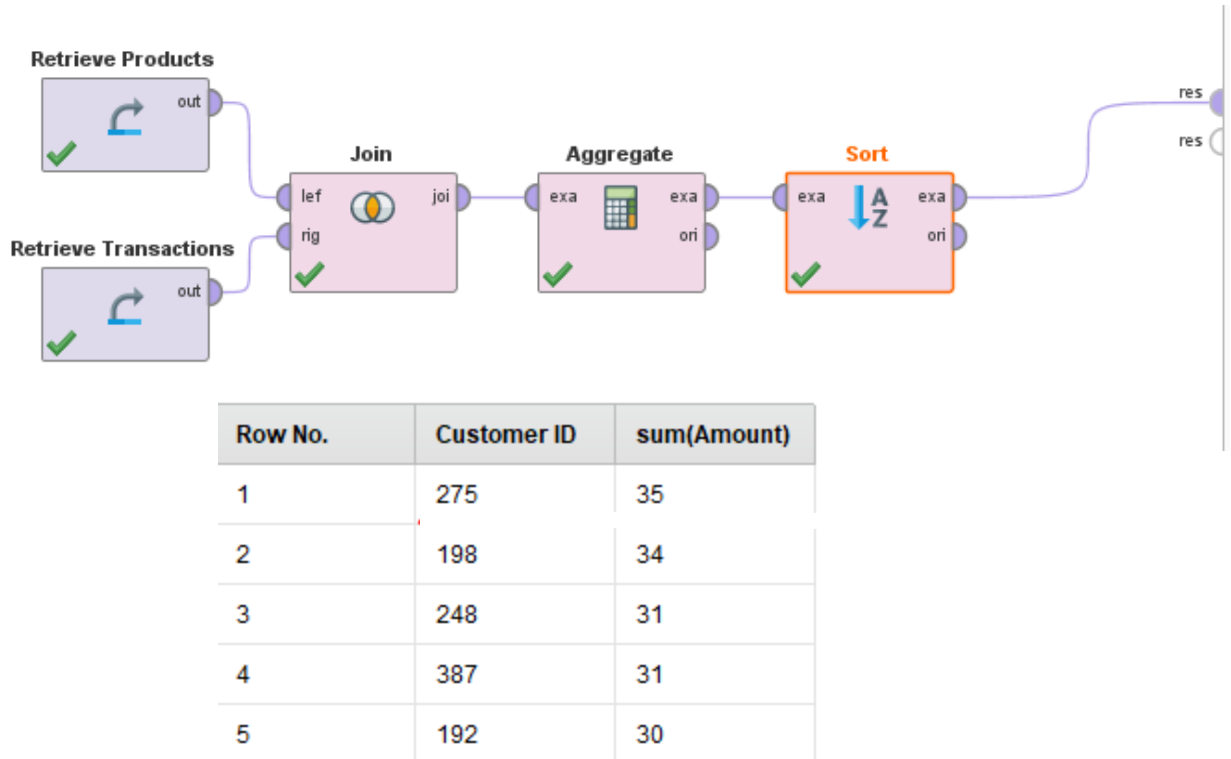 Retrieve Products
out
res
res
Join
Aggregate
Sort
lef
joi
exa
exa
exa
exa
rig
ori
ori
Retrieve Transactions
out
Row No. Customer ID sum(Amount)
1 275 35
2 198 34
3 248 31
4 387 31
5 192 30
A
Z